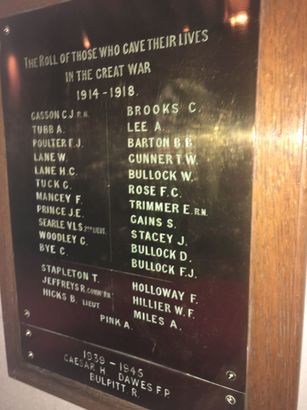 THE ROLL OF THOSE WHO GAVE THEIR LIVES
IN THE GREAT WAR
1914-1918.
GASSON C.J. R.N.
TUBB A.
POULTER F.J.
LANE W.
LANE H.C.
TUCK G.
MANCEY F.
PRINCE J.E.
SEARLE V.L.S. 2ND LIEUT.
WOODLEY G.
BYE C.
BROOKS C.
LEE A.
BARTON B.B.
GUNNER T.W.
BULLOCK W.
ROSE F.C.
TRIMMER E. R.N.
GAINS S.
STACEY J.
BULLOCK D.
BULLOCK F.J.
STAPLETON T.
JEFFREYS R. COMMR R.N.
HICKS B. LIEUT.
HOLLOWAY F.
HILLIER W.F.
MILES A.
PINK A.
1939-1945
CAESAR H. DAWES F.P.
BULPITT R.